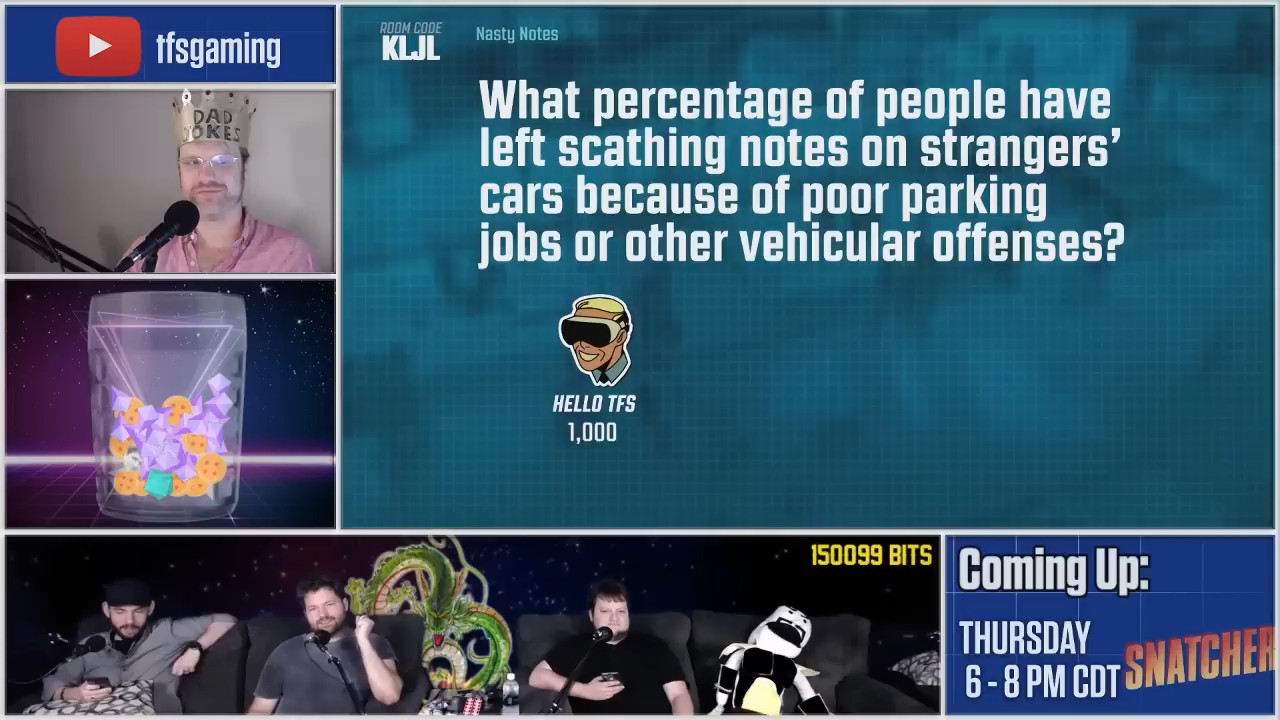 tfsgaming
DAD
JOKES
ROOM CODE
KLJL
Nasty Notes
What percentage of people have
left scathing notes on strangers’
cars because of poor parking
jobs or other vehicular offenses?
HELLO TFS
1,000
150099 BITS
Coming Up:
THURSDAY
6 - 8 PM CDT
SNATCHER